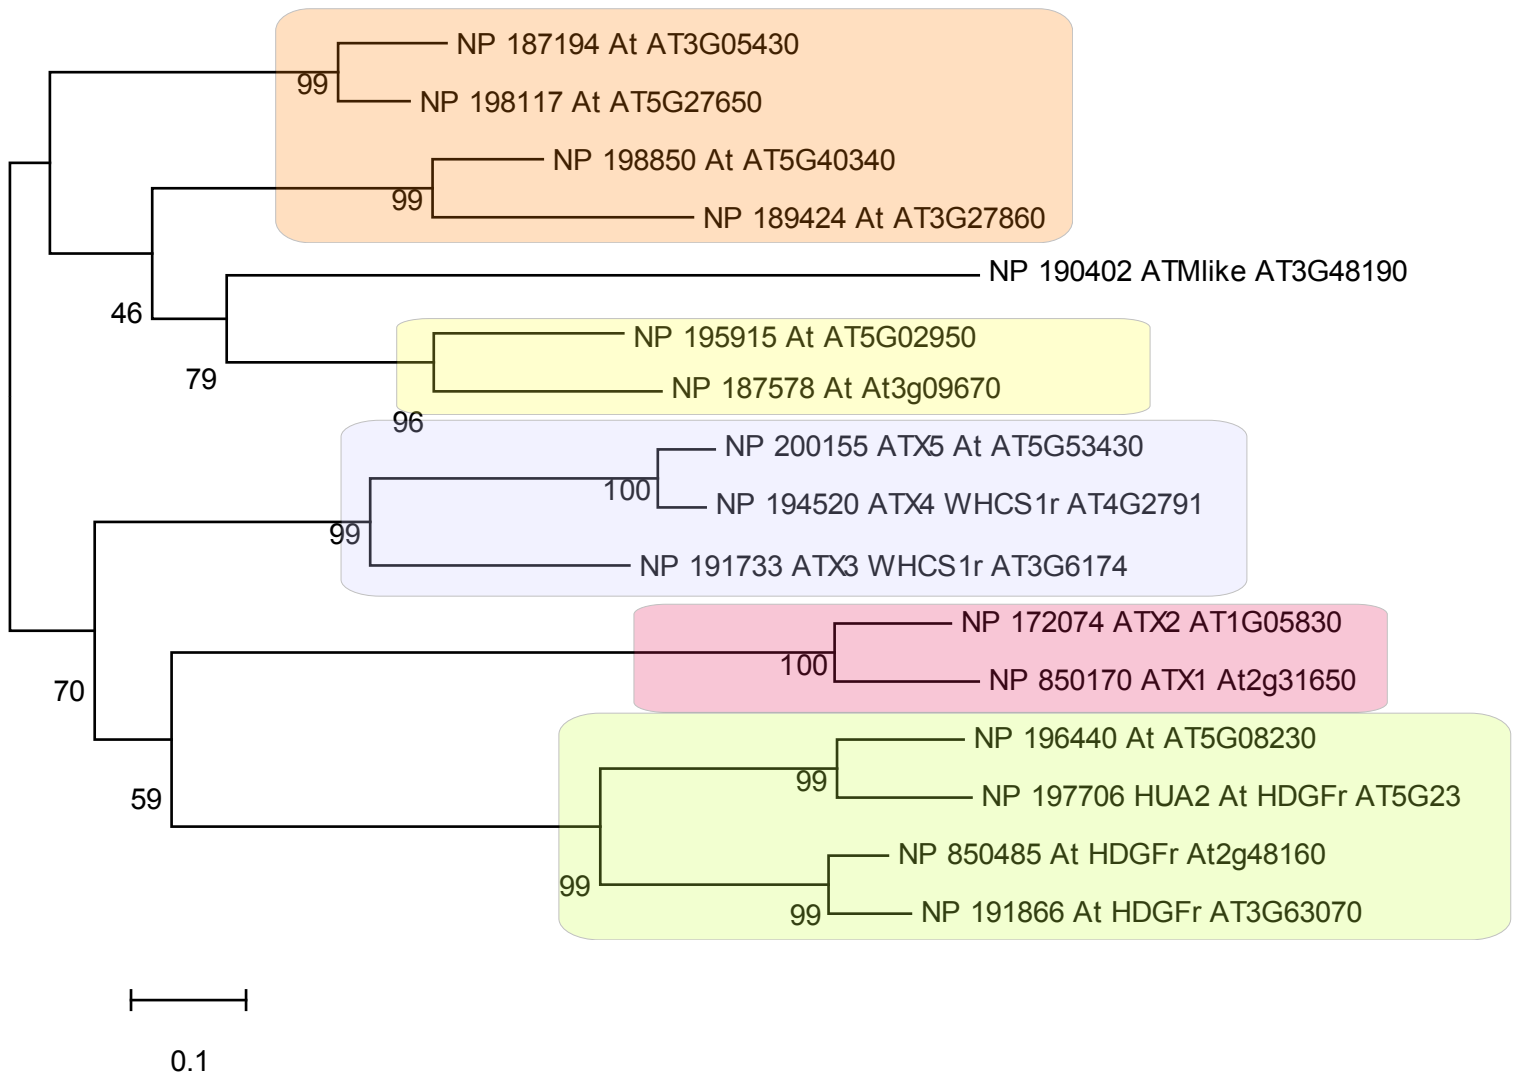 NP 187194 At AT3G05430
99
NP 198117 At AT5G27650
NP 198850 At AT5G40340
99
NP 189424 At AT3G27860
NP 190402 ATMlike AT3G48190
46
NP 195915 At AT5G02950
79
NP 187578 At At3g09670
96
NP 200155 ATX5 At AT5G53430
100
NP 194520 ATX4 WHCS1r AT4G2791
99
NP 191733 ATX3 WHCS1r AT3G6174
NP 172074 ATX2 AT1G05830
100
NP 850170 ATX1 At2g31650
70
NP 196440 At AT5G08230
99
NP 197706 HUA2 At HDGFr AT5G23
59
NP 850485 At HDGFr At2g48160
99
NP 191866 At HDGFr AT3G63070
99
0.1